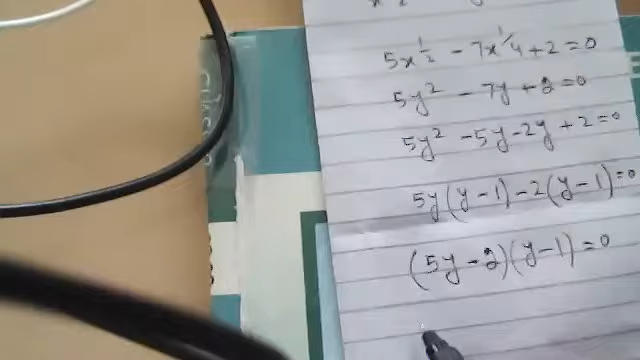 5x^{1/2} - 7x^{1/4} + 2 = 0
5y² - 7y + 2 = 0
5y² - 5y - 2y + 2 = 0
5y(y - 1) - 2(y - 1) = 0
(5y - 2)(y - 1) = 0